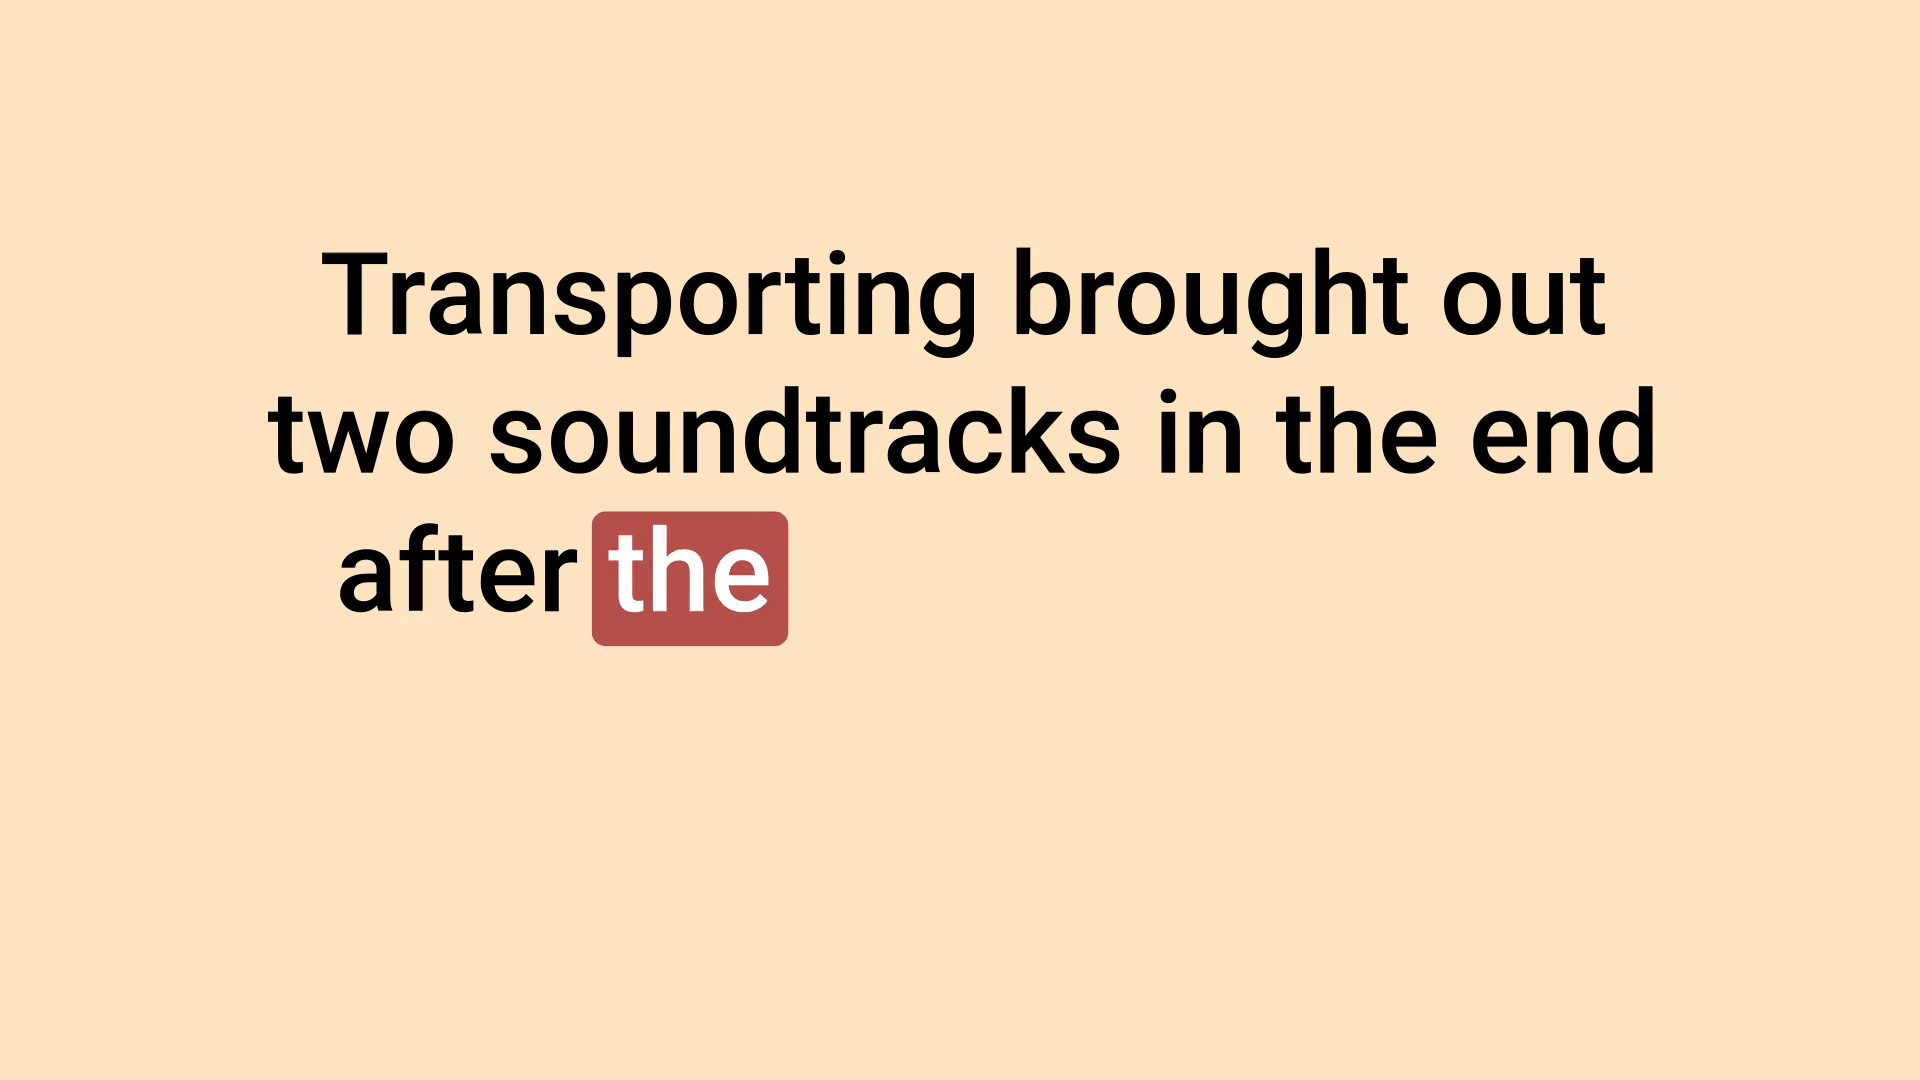 Transporting brought out
two soundtracks in the end
after the